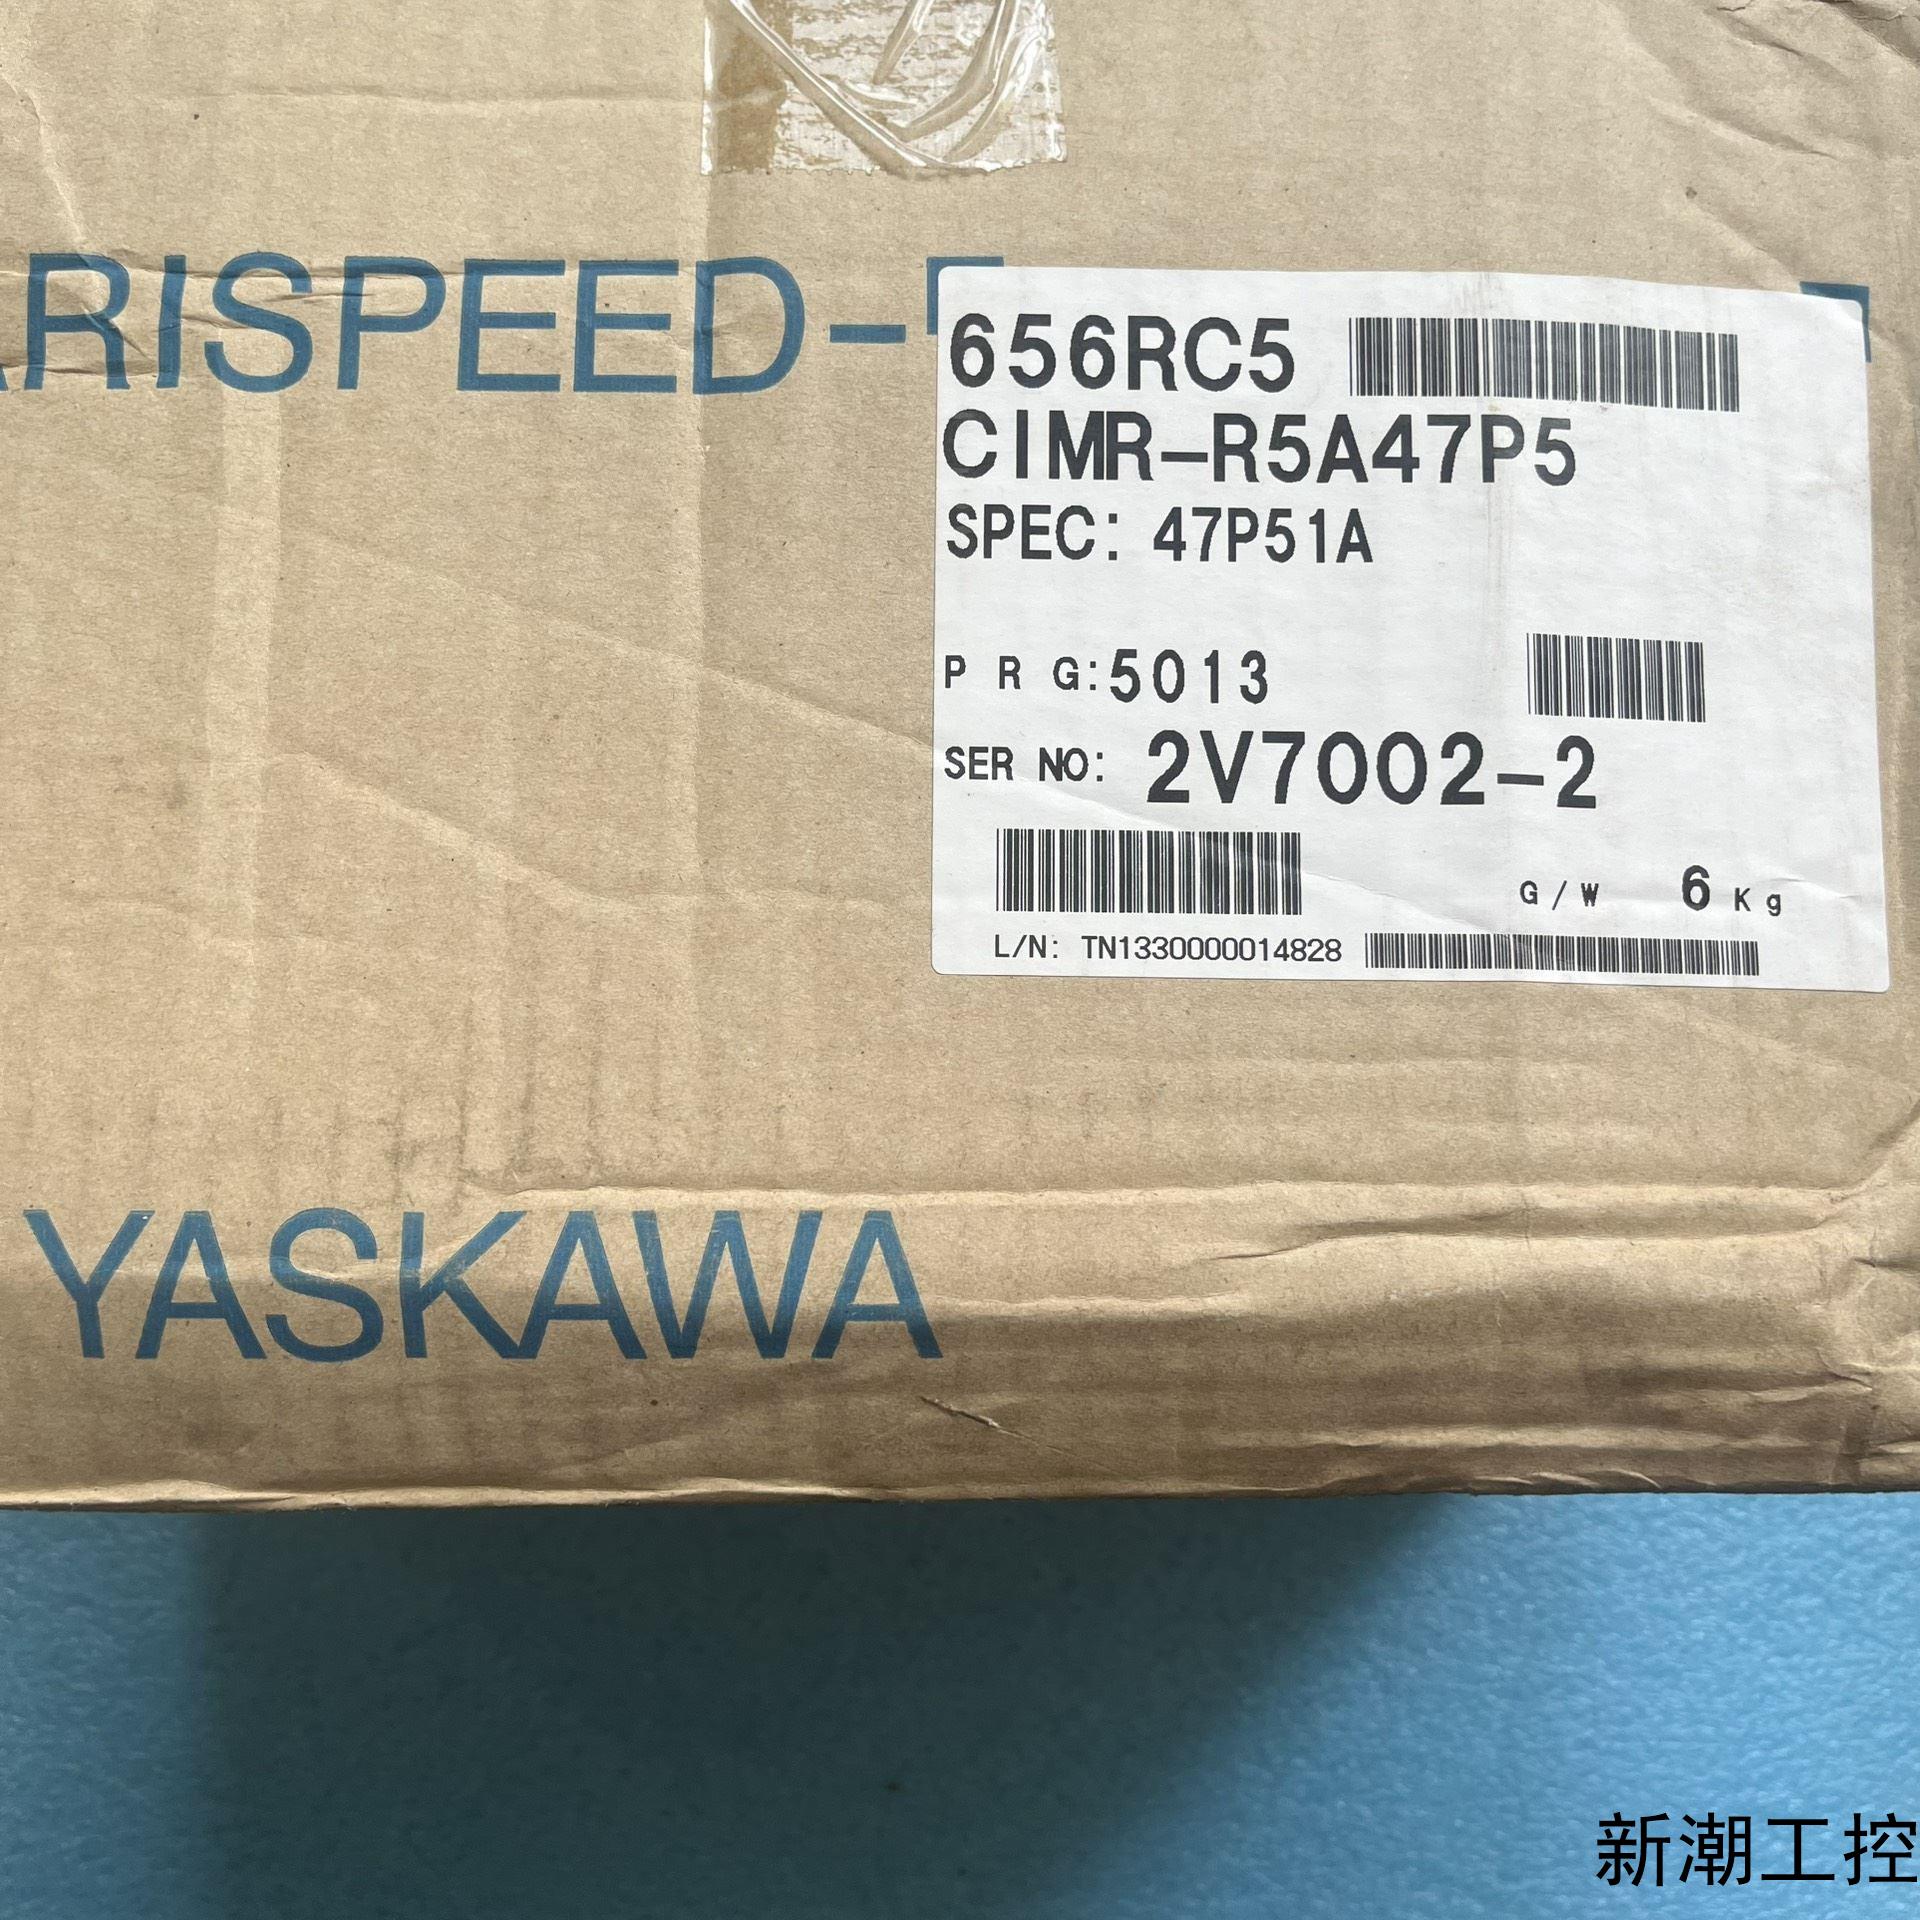 ARISPEED-
656RC5
CIMR-R5A47P5
SPEC: 47P51A
P R G:5013
SER NO: 2V7002-2
G/W 6 Kg
L/N: TN1330000014828
YASKAWA
新潮工控